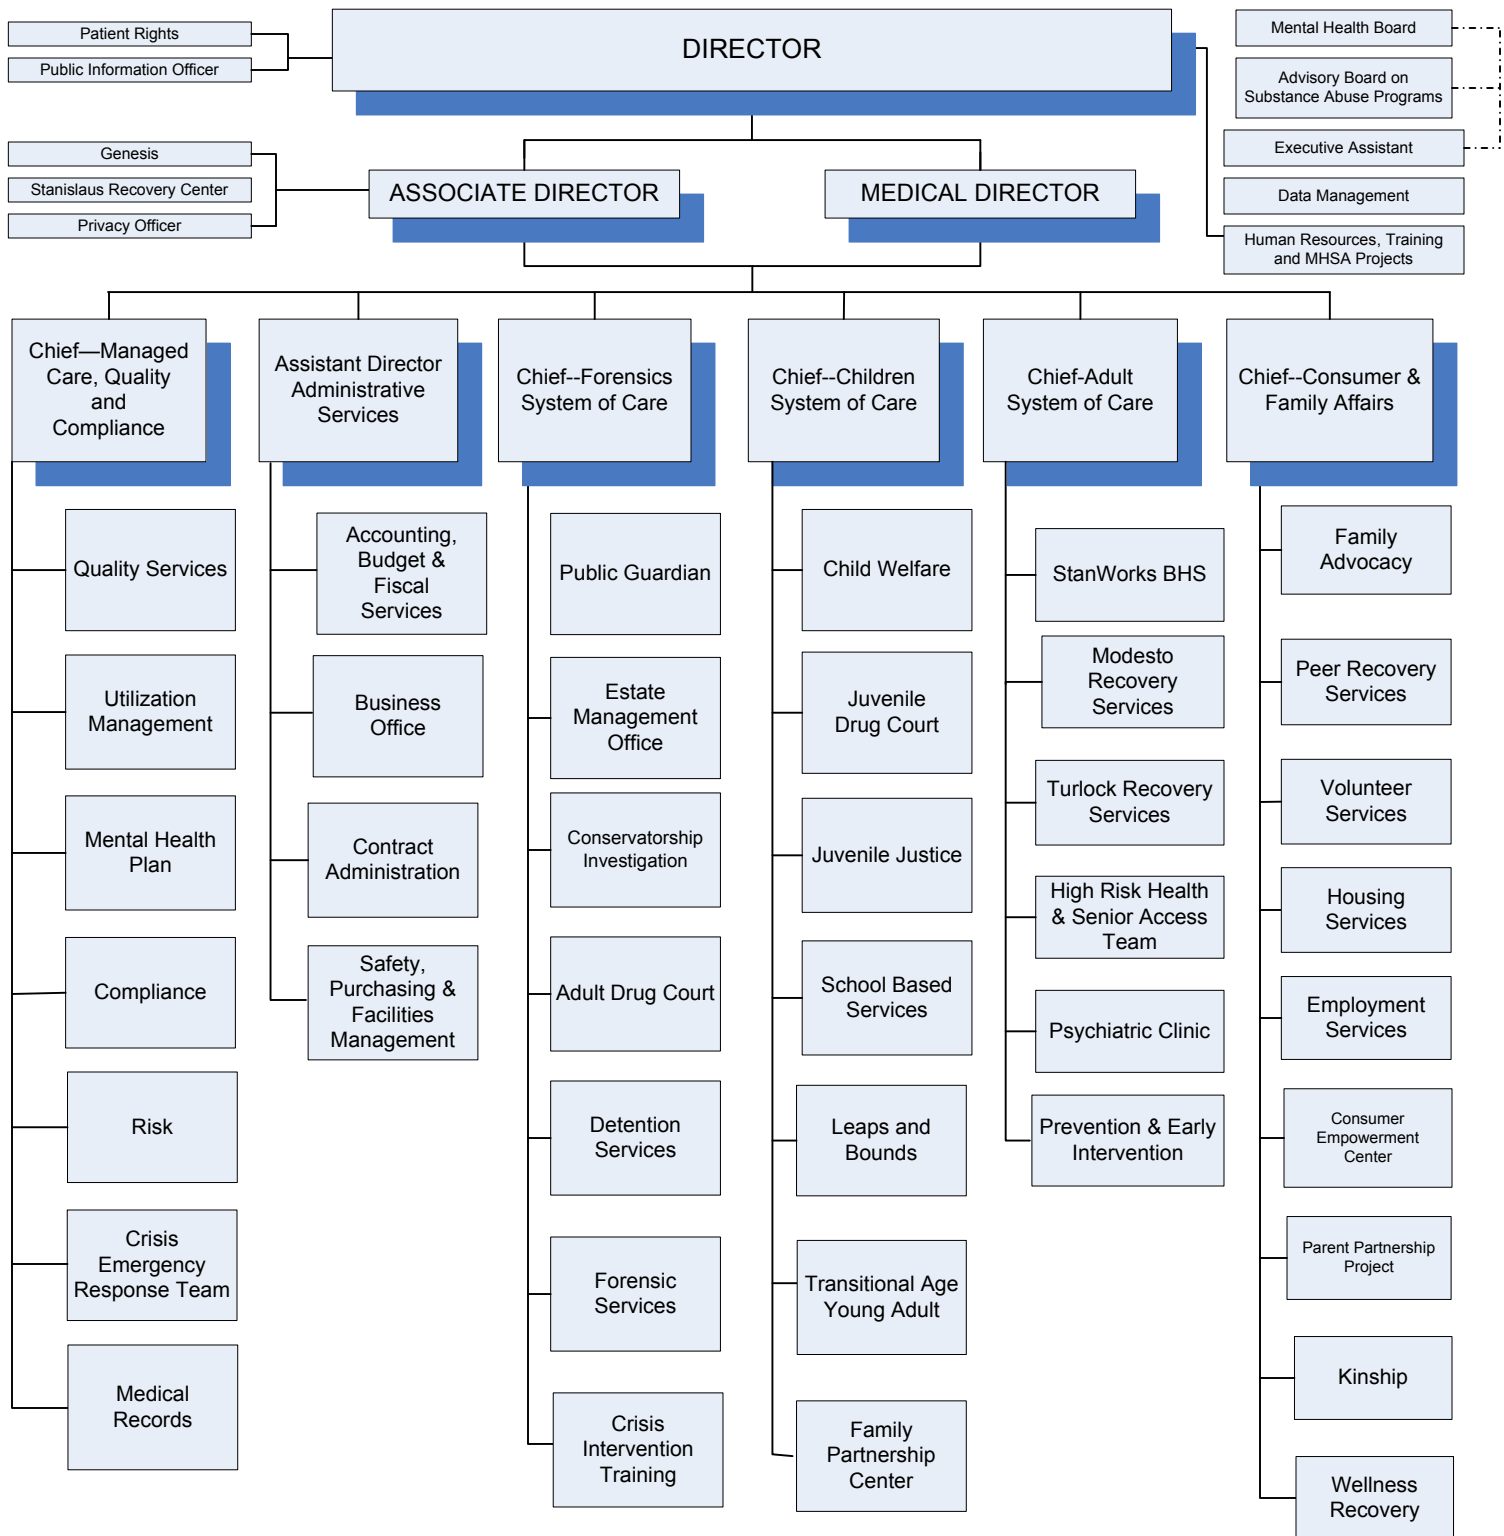 Patient Rights
Public Information Officer
DIRECTOR
Mental Health Board
Advisory Board on
Substance Abuse Programs
Executive Assistant
Data Management
Human Resources, Training
and MHSA Projects
Genesis
Stanislaus Recovery Center
Privacy Officer
ASSOCIATE DIRECTOR
MEDICAL DIRECTOR
Chief—Managed
Care, Quality
and
Compliance
Assistant Director
Administrative
Services
Chief--Forensics
System of Care
Chief--Children
System of Care
Chief-Adult
System of Care
Chief--Consumer &
Family Affairs
Quality Services
Utilization
Management
Mental Health
Plan
Compliance
Risk
Crisis
Emergency
Response Team
Medical
Records
Accounting,
Budget &
Fiscal
Services
Business
Office
Contract
Administration
Safety,
Purchasing &
Facilities
Management
Public Guardian
Estate
Management
Office
Conservatorship
Investigation
Adult Drug Court
Detention
Services
Forensic
Services
Crisis
Intervention
Training
Child Welfare
Juvenile
Drug Court
Juvenile Justice
School Based
Services
Leaps and
Bounds
Transitional Age
Young Adult
Family
Partnership
Center
StanWorks BHS
Modesto
Recovery
Services
Turlock Recovery
Services
High Risk Health
& Senior Access
Team
Psychiatric Clinic
Prevention & Early
Intervention
Family
Advocacy
Peer Recovery
Services
Volunteer
Services
Housing
Services
Employment
Services
Consumer
Empowerment
Center
Parent Partnership
Project
Kinship
Wellness
Recovery